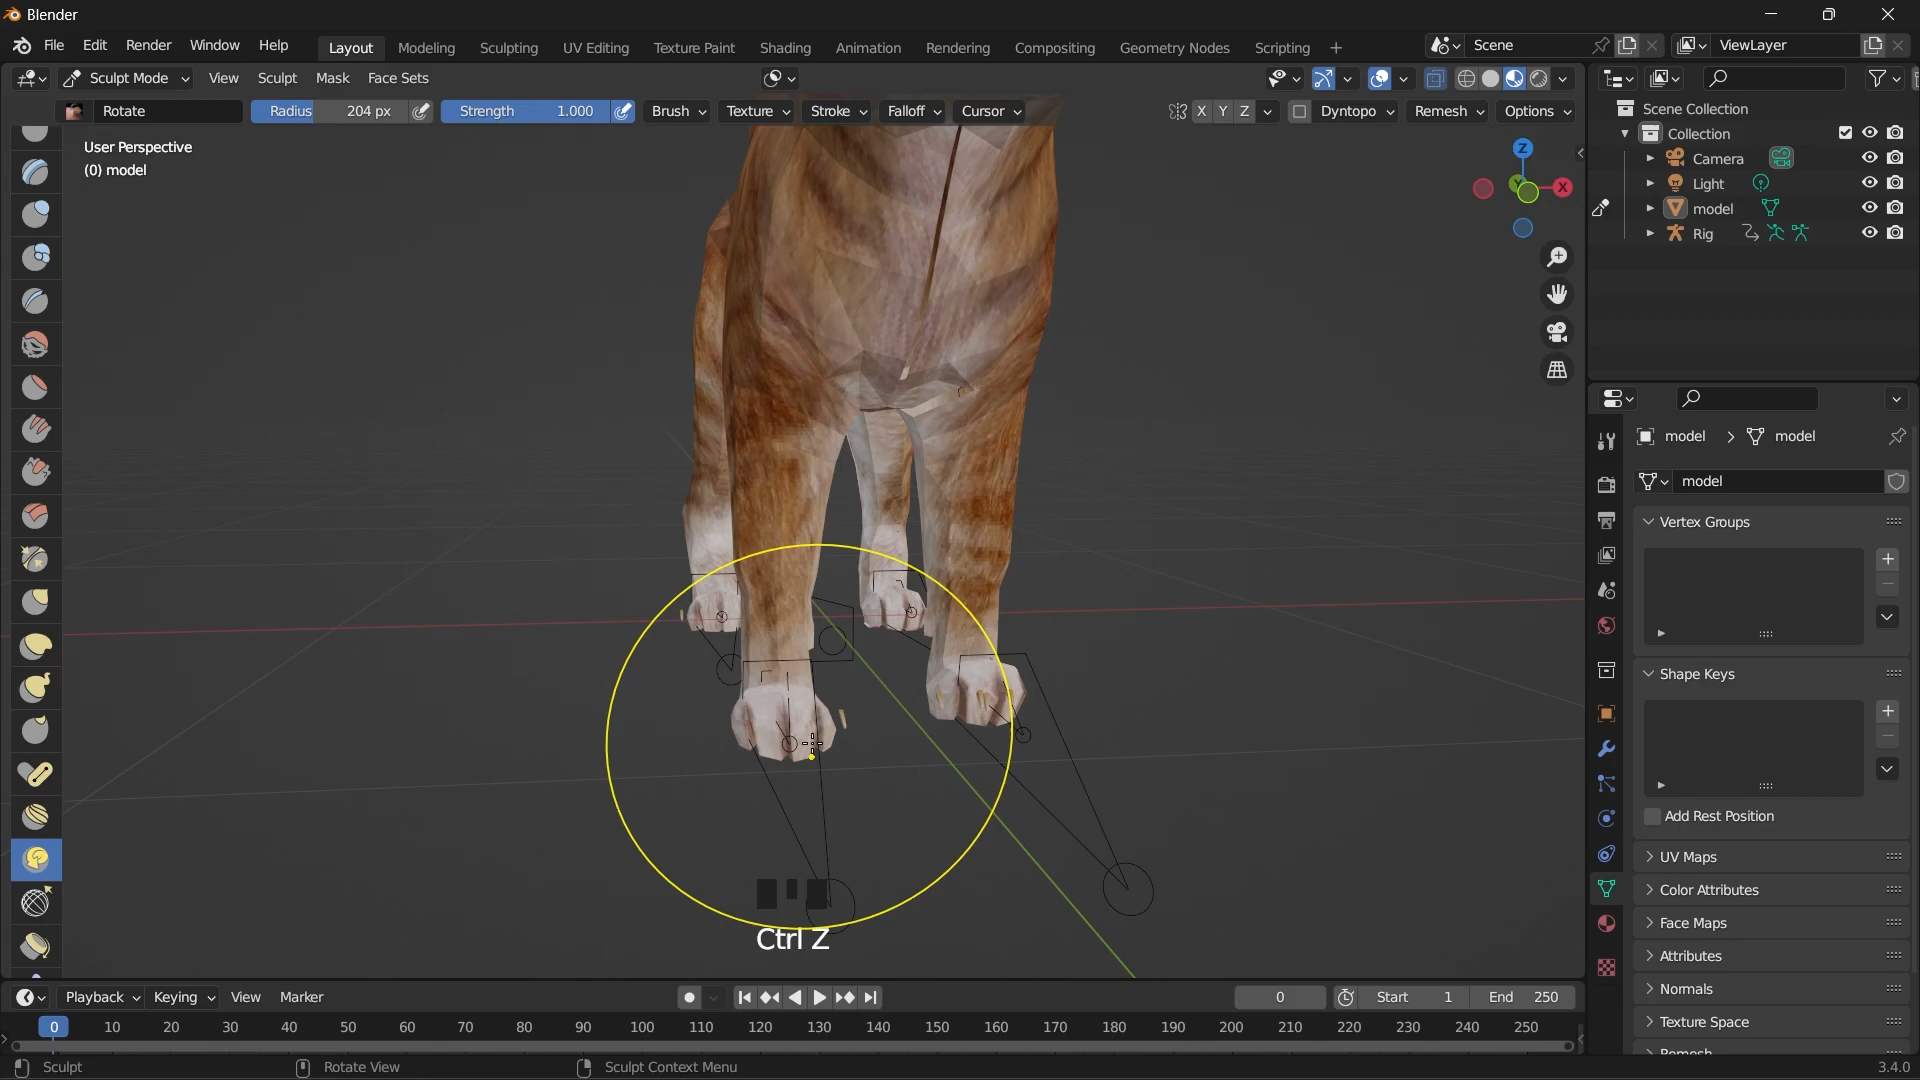 Blender
File Edit Render Window Help Layout Modeling Sculpting UV Editing Texture Paint Shading Animation Rendering Compositing Geometry Nodes Scripting + Scene ViewLayer
Sculpt Mode View Sculpt Mask Face Sets
Rotate Radius 204 px Strength 1.000 Brush Texture Stroke Falloff Cursor X Y Z Dyntopo Remesh Options
User Perspective
(0) model
Z
X
Y
Scene Collection
Collection
Camera
Light
model
Rig
model > model
model
Vertex Groups
Shape Keys
Add Rest Position
UV Maps
Color Attributes
Face Maps
Attributes
Normals
Texture Space
Remesh
Ctrl Z
Playback Keying View Marker 0 Start 1 End 250
0 10 20 30 40 50 60 70 80 90 100 110 120 130 140 150 160 170 180 190 200 210 220 230 240 250
Sculpt Rotate View Sculpt Context Menu 3.4.0